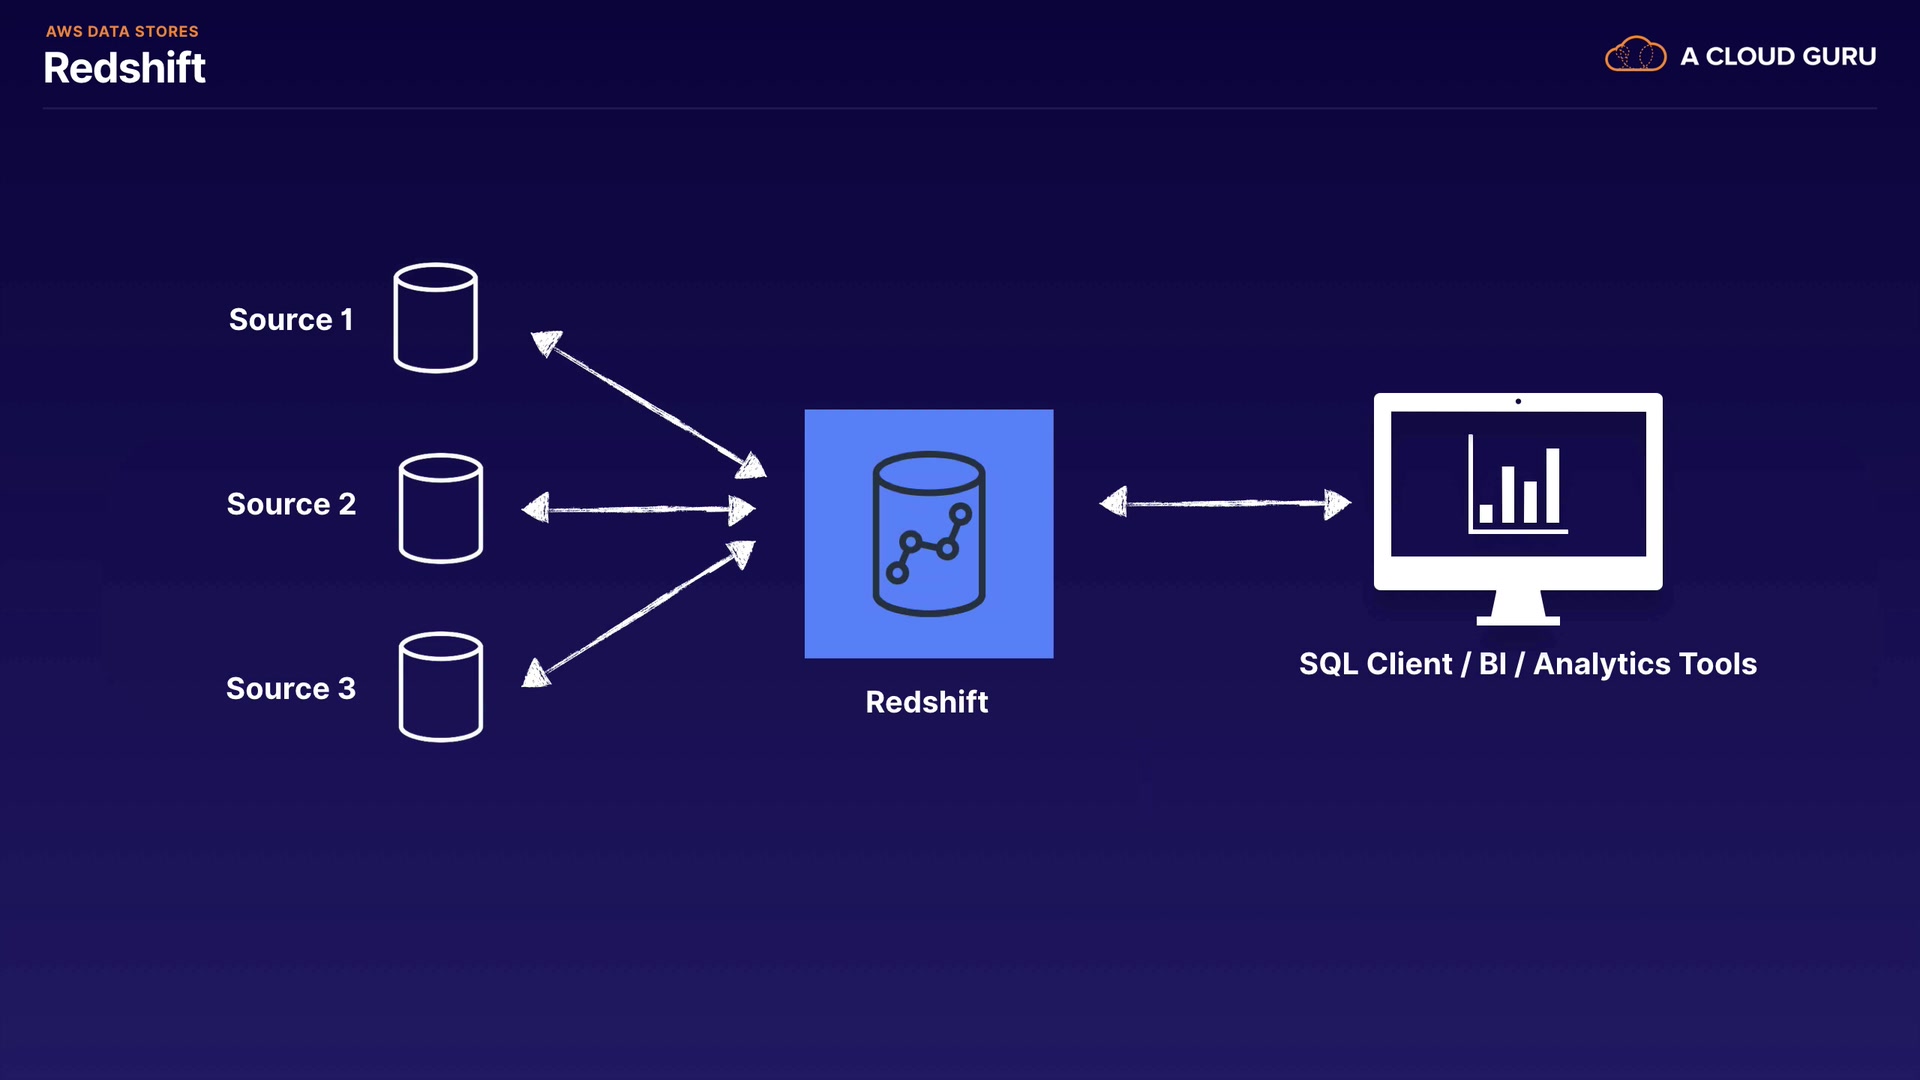 AWS DATA STORES
Redshift
A CLOUD GURU
Source 1
Source 2
Source 3
Redshift
SQL Client / BI / Analytics Tools